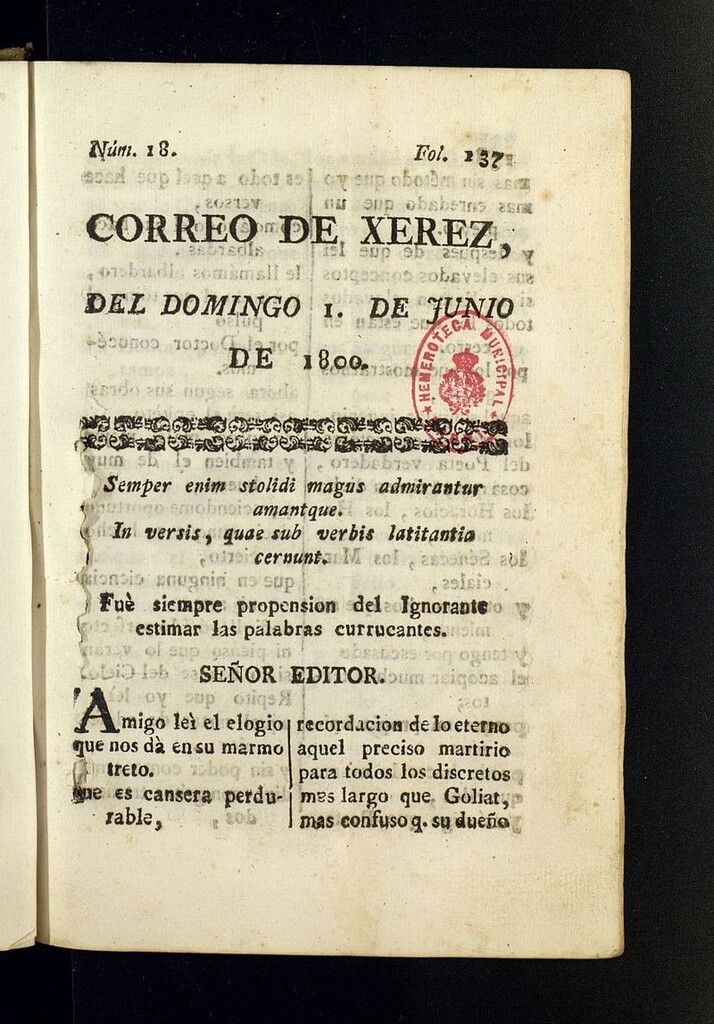 Núm. 18. Fol. 137.
CORREO DE XEREZ,
DEL DOMINGO 1. DE JUNIO
DE 1800.
HEMEROTECA MUNICIPAL
Semper enim stolidi magus admirantur
amantque.
In versis, quae sub verbis latitantia
cernunt.
Fuè siempre propension del Ignorante
estimar las palabras currucantes.
SEÑOR EDITOR.
Amigo leì el elogio
que nos dà en su marmo
treto.
que es cansera perdu-
rable,
recordacion de lo eterno
aquel preciso martirio
para todos los discretos
mas largo que Goliat,
mas confuso q. su dueño